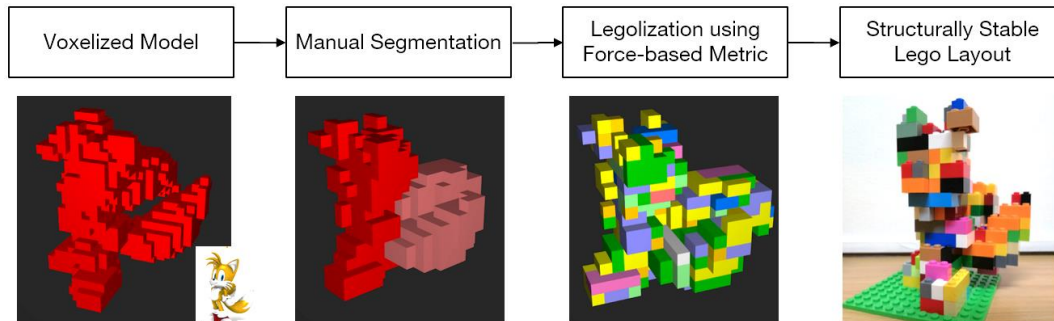 Voxelized Model
Manual Segmentation
Legolization using
Force-based Metric
Structurally Stable
Lego Layout